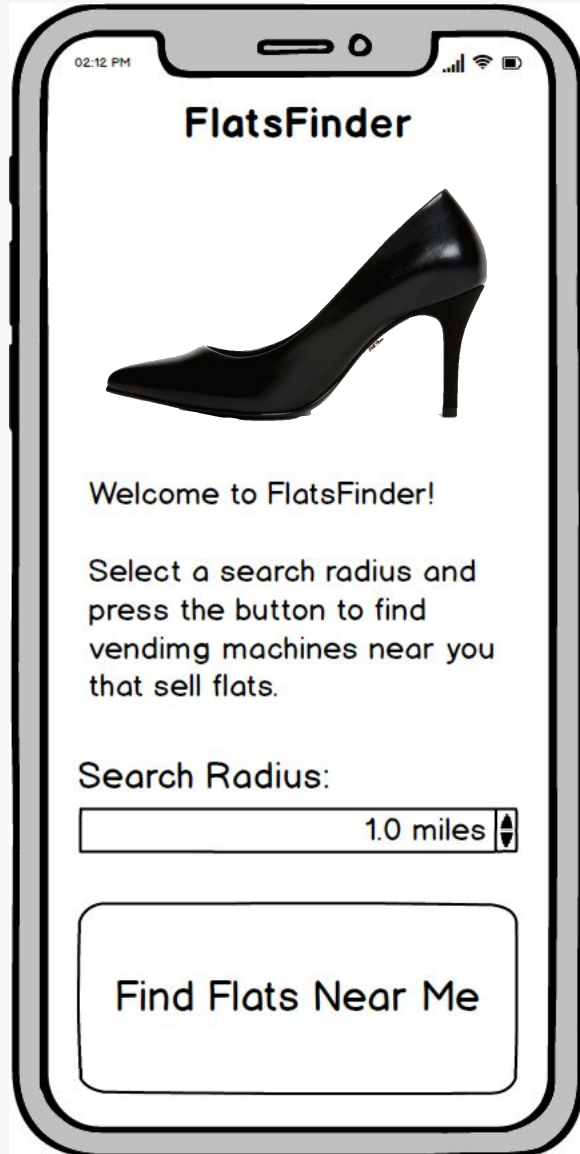 02:12 PM
FlatsFinder
Welcome to FlatsFinder!
Select a search radius and
press the button to find
vendimg machines near you
that sell flats.
Search Radius:
1.0 miles
Find Flats Near Me